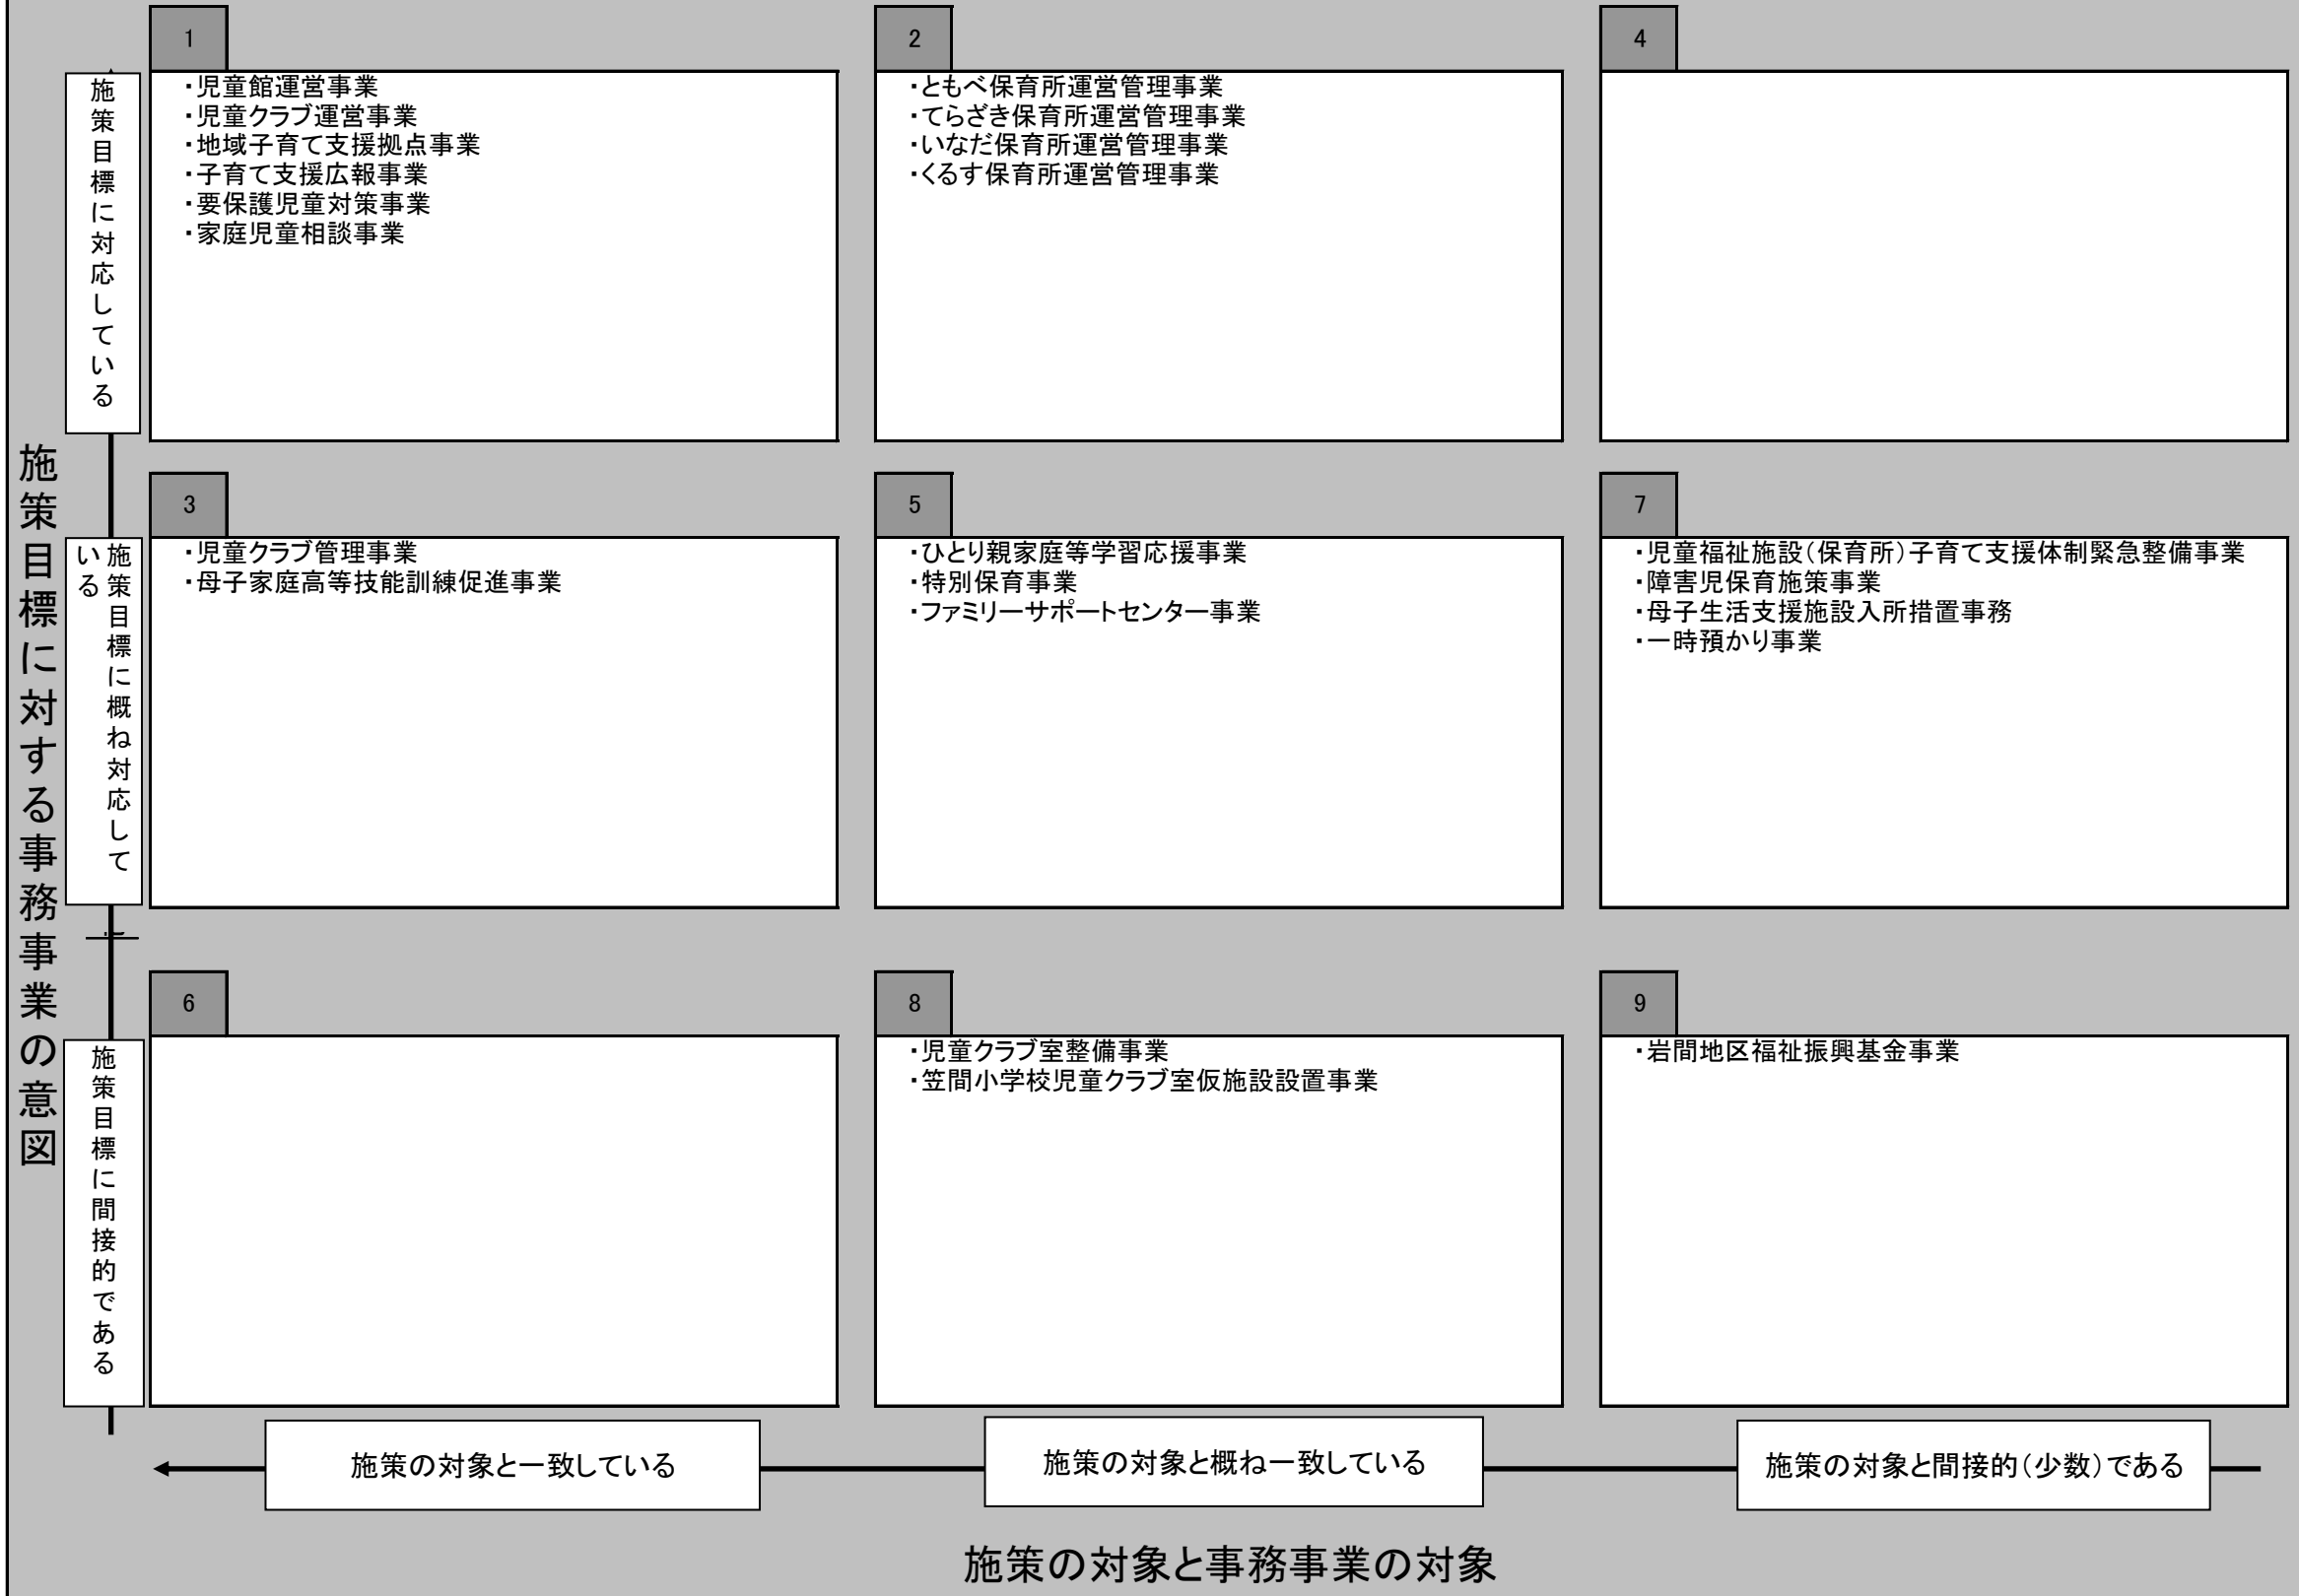 施策目標に対する事務事業の意図
施策目標に対応している
1
・児童館運営事業
・児童クラブ運営事業
・地域子育て支援拠点事業
・子育て支援広報事業
・要保護児童対策事業
・家庭児童相談事業
2
・ともべ保育所運営管理事業
・てらざき保育所運営管理事業
・いなだ保育所運営管理事業
・くるす保育所運営管理事業
4
施策目標に概ね対応して
いる
3
・児童クラブ管理事業
・母子家庭高等技能訓練促進事業
5
・ひとり親家庭等学習応援事業
・特別保育事業
・ファミリーサポートセンター事業
7
・児童福祉施設(保育所)子育て支援体制緊急整備事業
・障害児保育施策事業
・母子生活支援施設入所措置事務
・一時預かり事業
施策目標に間接的である
6
8
・児童クラブ室整備事業
・笠間小学校児童クラブ室仮施設設置事業
9
・岩間地区福祉振興基金事業
施策の対象と一致している
施策の対象と概ね一致している
施策の対象と間接的(少数)である
施策の対象と事務事業の対象